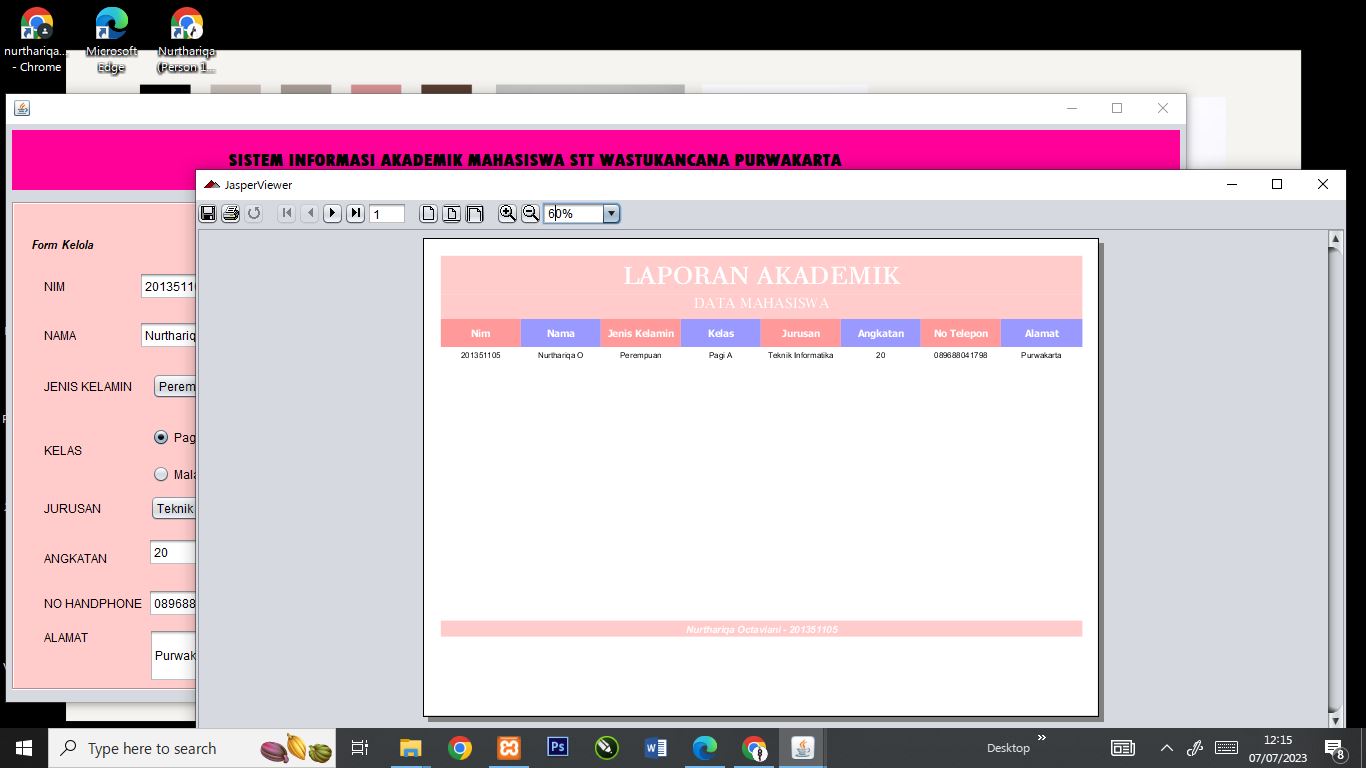 nurthariqa...
- Chrome
Microsoft
Edge
Nurthariqa
(Person 1...
SISTEM INFORMASI AKADEMIK MAHASISWA STT WASTUKANCANA PURWAKARTA
JasperViewer
1
60%
Form Kelola
NIM
2013511
NAMA
Nurthariq
JENIS KELAMIN
Perem
KELAS
Pag
Mala
JURUSAN
Teknik
ANGKATAN
20
NO HANDPHONE
089688
ALAMAT
Purwak
LAPORAN AKADEMIK
DATA MAHASISWA
Nim Nama Jenis Kelamin Kelas Jurusan Angkatan No Telepon Alamat
201351105 Nurthariqa O Perempuan Pagi A Teknik Informatika 20 089688041798 Purwakarta
Nurthariqa Octaviani - 201351105
Type here to search
Ps
W
Desktop
12:15
07/07/2023
8